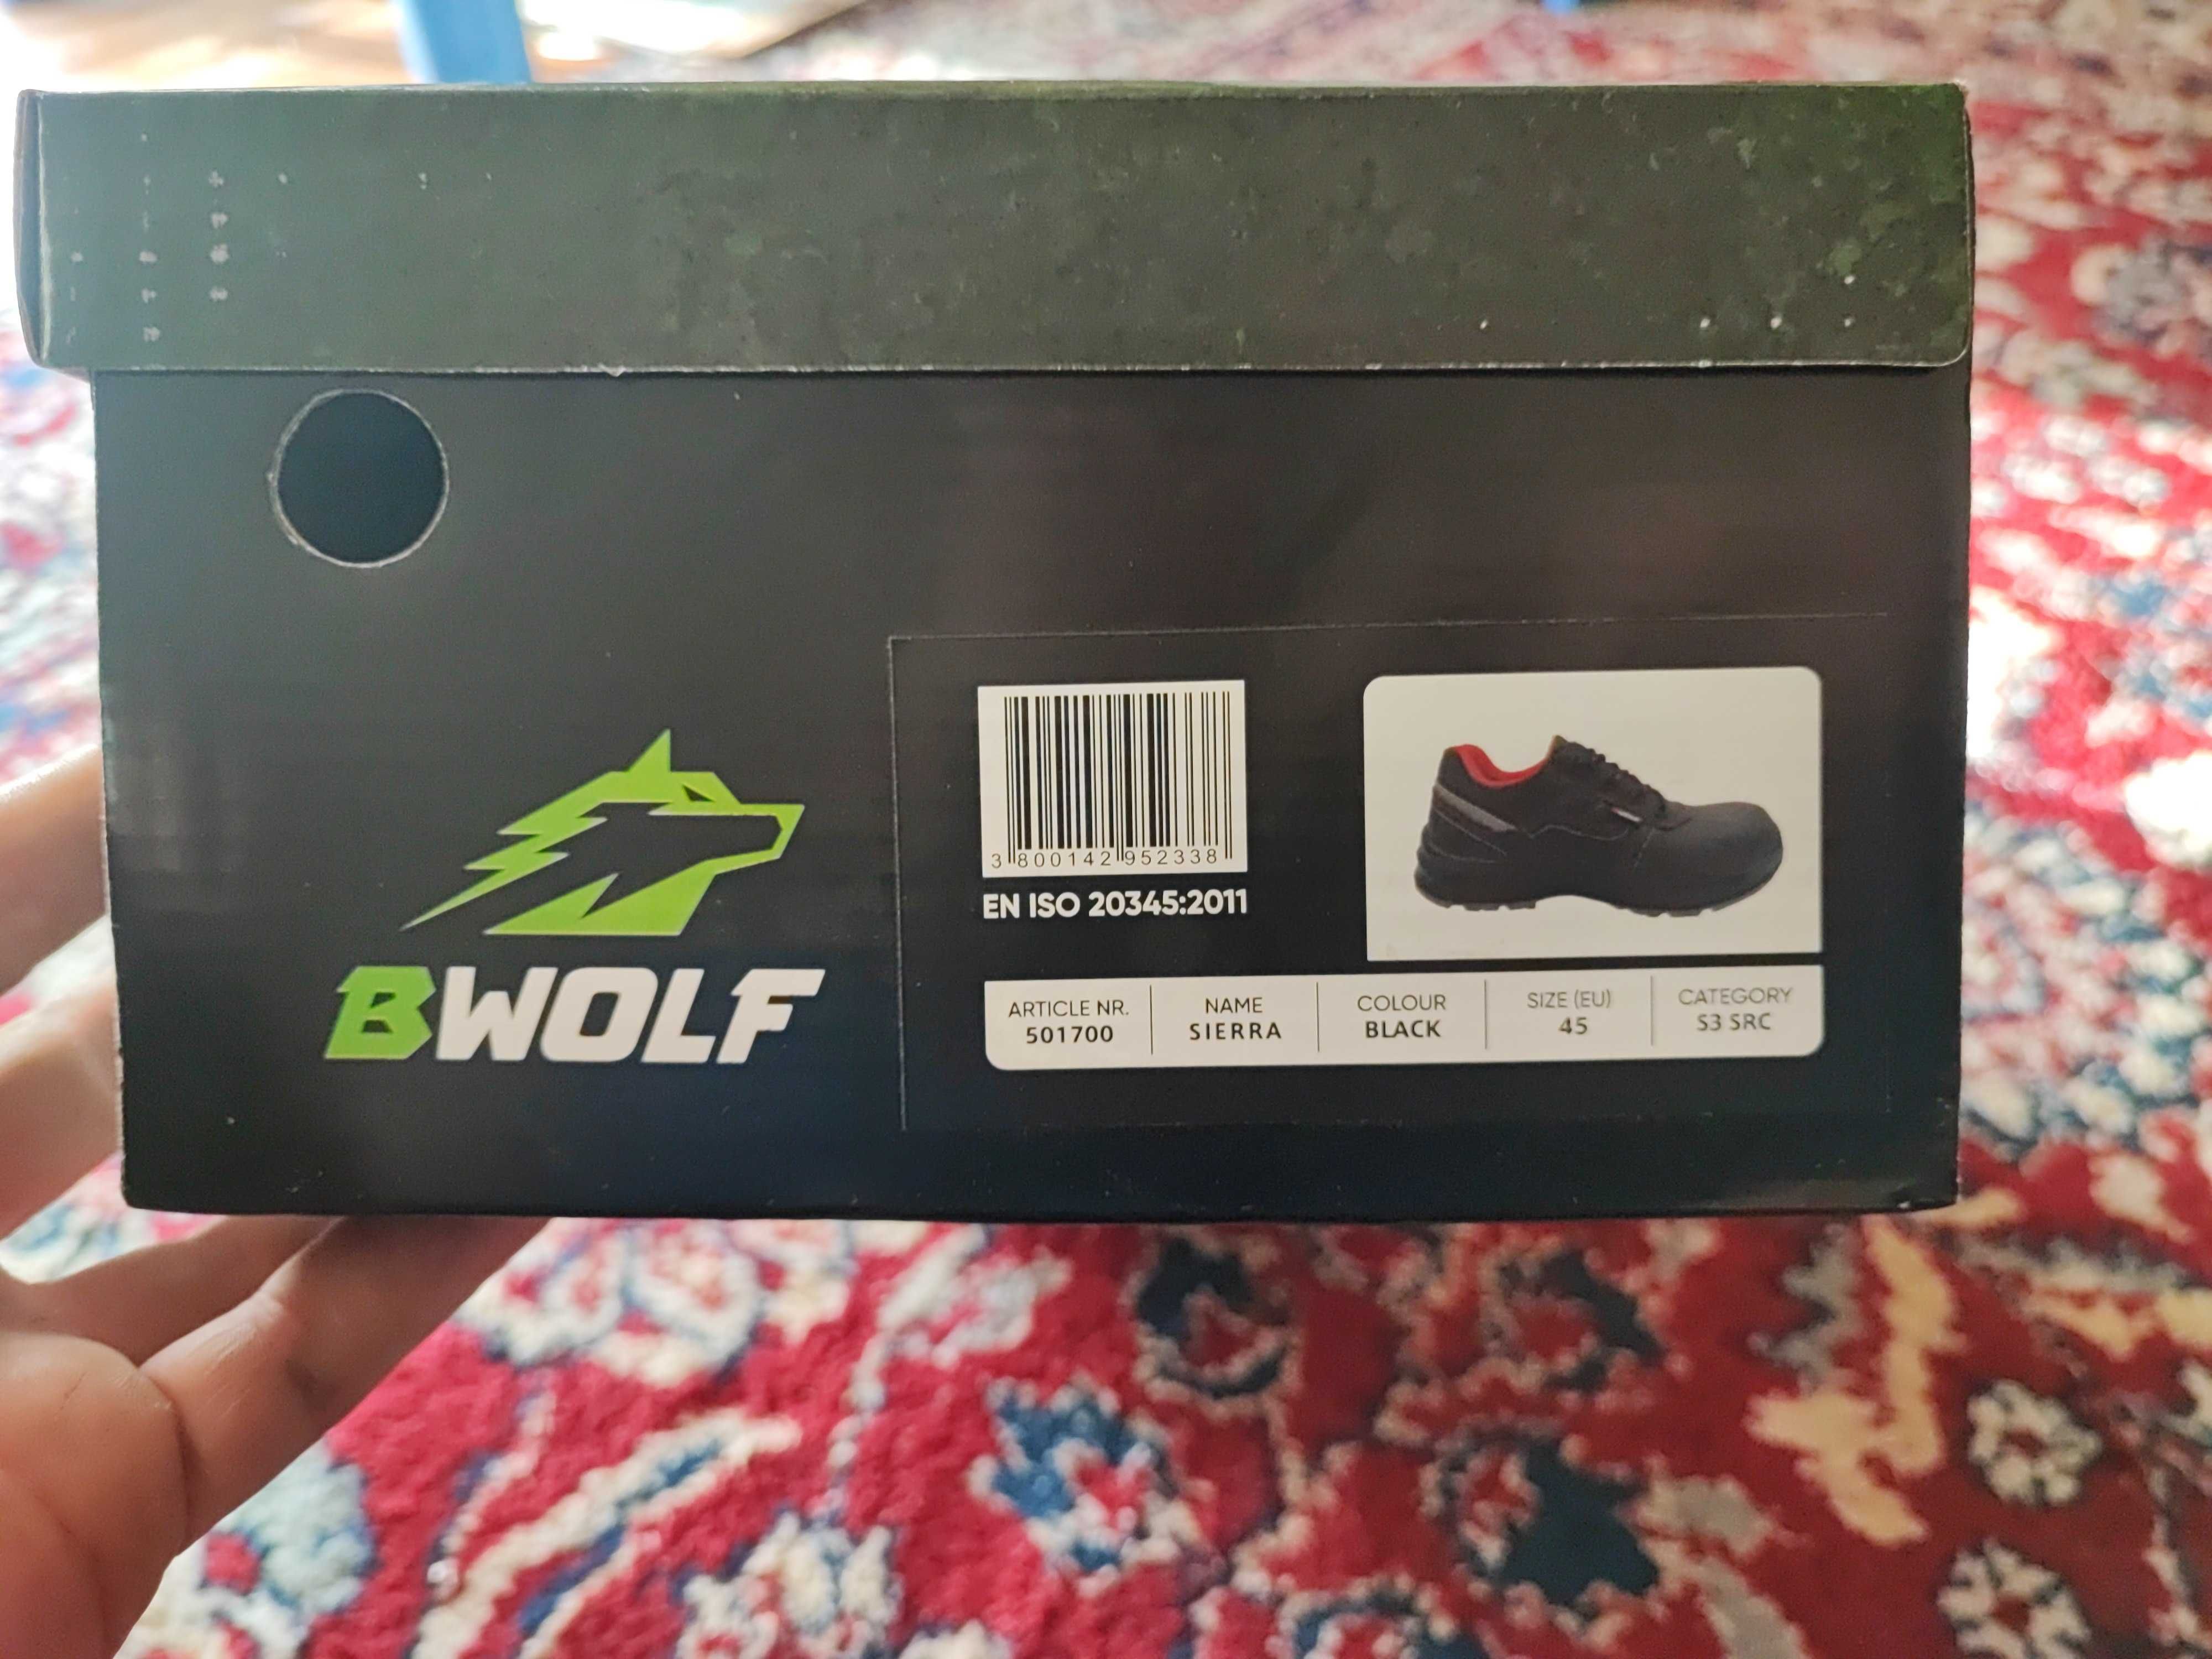 BWOLF
3 800142 952338
EN ISO 20345:2011
ARTICLE NR. NAME COLOUR SIZE (EU) CATEGORY
501700 SIERRA BLACK 45 S3 SRC